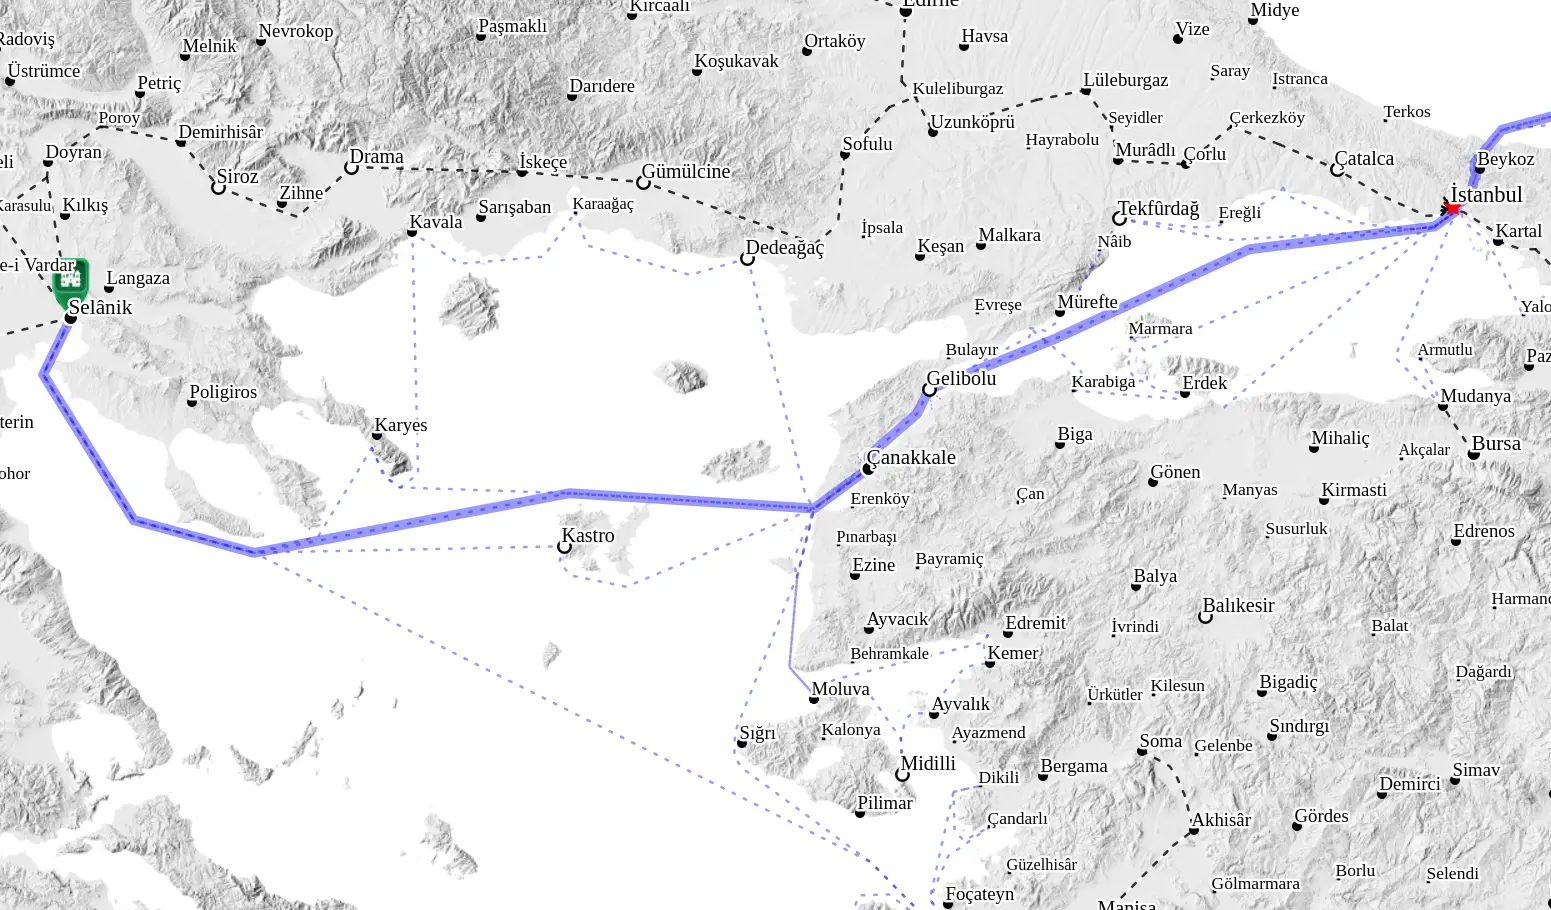 Edirne
Kırcaali
Midye
Radoviş
Melnik
Nevrokop
Paşmaklı
Ortaköy
Havsa
Vize
Üstrümce
Petriç
Koşukavak
Darıdere
Kuleliburgaz
Lüleburgaz
Saray
Istranca
Poroy
Demirhisâr
Uzunköprü
Seyidler
Çerkezköy
Terkos
eli
Doyran
Drama
İskeçe
Sofulu
Hayrabolu
Murâdlı
Çorlu
Çatalca
Beykoz
Siroz
Zihne
Gümülcine
İstanbul
Karasulu
Kılkış
Kavala
Sarışaban
Karaağaç
İpsala
Tekfûrdağ
Ereğli
Kartal
Dedeağaç
Keşan
Malkara
Nâib
e-i Vardar
Langaza
Selânik
Evreşe
Mürefte
Marmara
Yalo
Bulayır
Armutlu
Paz
Poligiros
Gelibolu
Karabiga
Erdek
Mudanya
terin
Karyes
Biga
Mihaliç
Akçalar
Bursa
ohor
Çanakkale
Gönen
Erenköy
Çan
Manyas
Kirmasti
Kastro
Pınarbaşı
Susurluk
Edrenos
Ezine
Bayramiç
Balya
Harmanc
Ayvacık
Edremit
İvrindi
Balıkesir
Balat
Behramkale
Kemer
Dağardı
Moluva
Ürkütler
Kilesun
Bigadiç
Ayvalık
Sığrı
Kalonya
Ayazmend
Soma
Gelenbe
Sındırgı
Midilli
Dikili
Bergama
Demirci
Simav
Pilimar
Çandarlı
Akhisâr
Gördes
Güzelhisâr
Borlu
Selendi
Foçateyn
Gölmarmara
Manisa